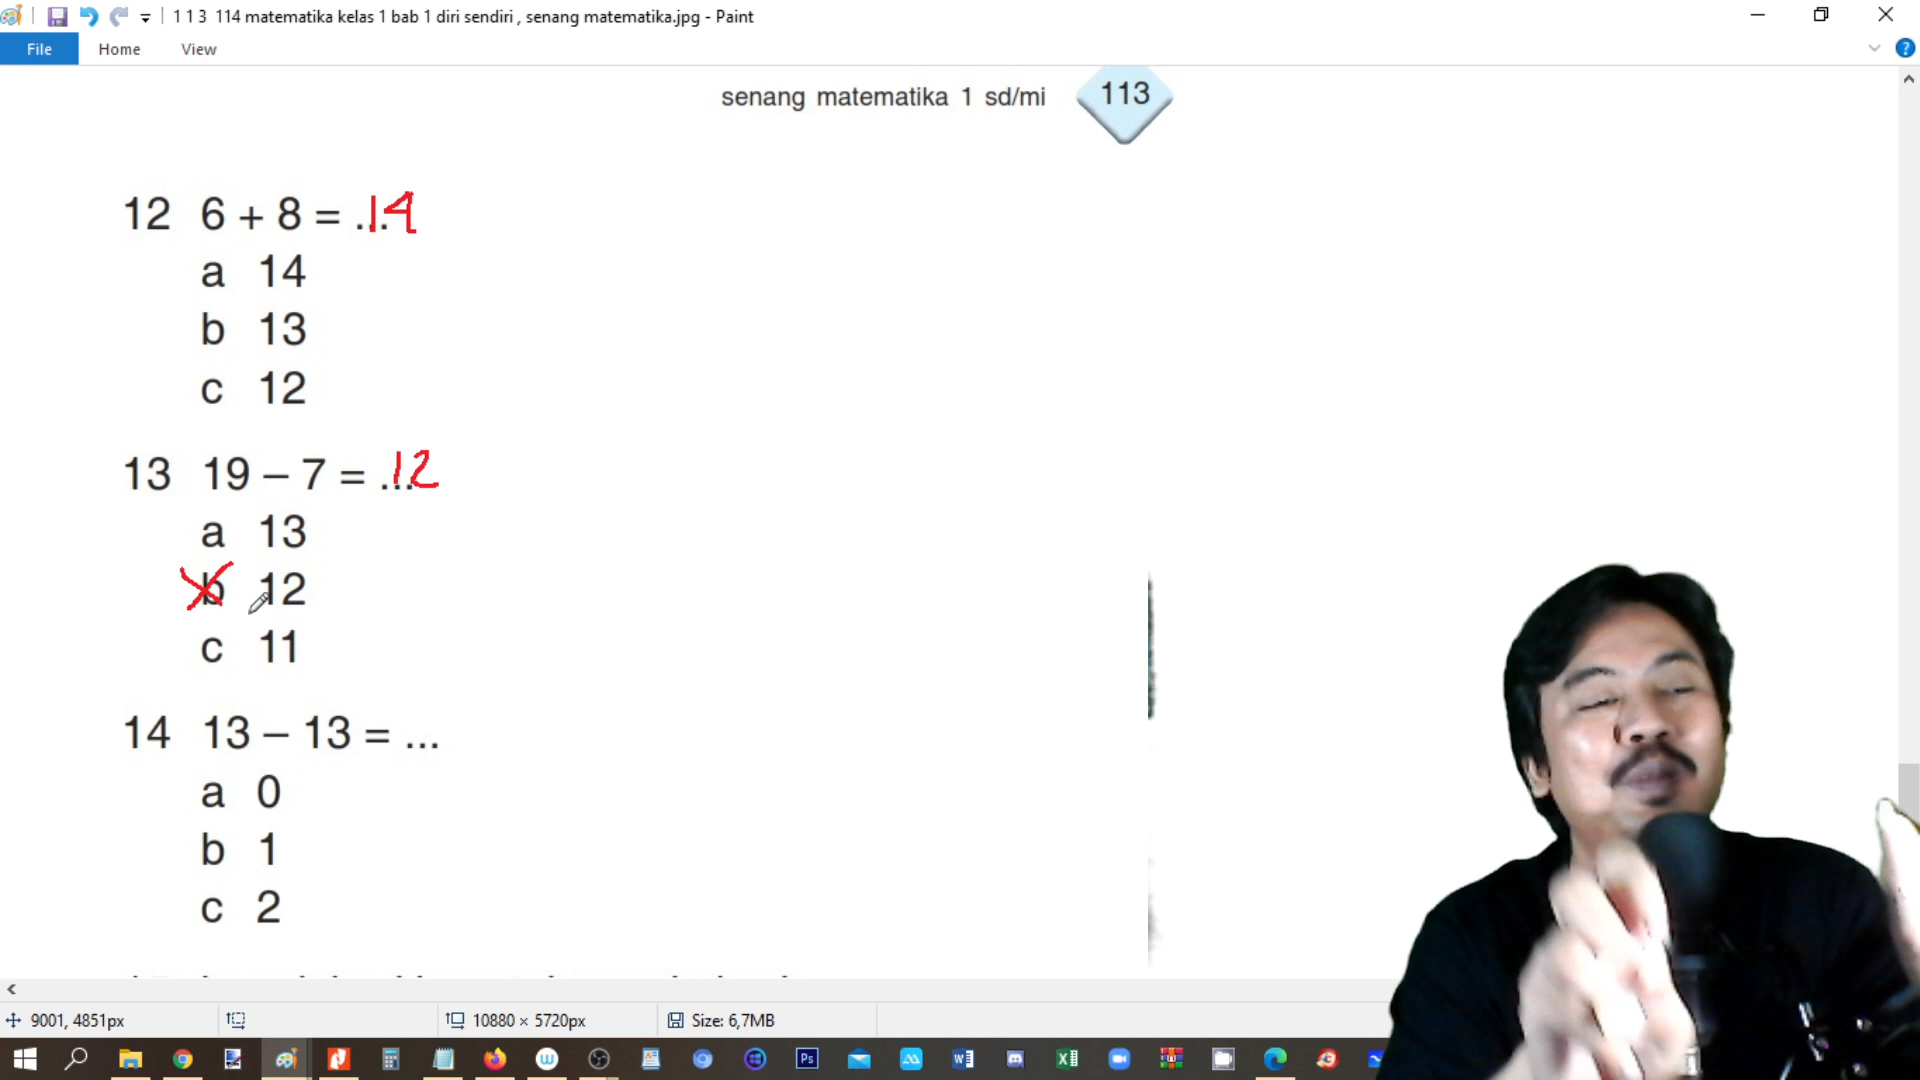 1 1 3 114 matematika kelas 1 bab 1 diri sendiri , senang matematika.jpg - Paint
File Home View
senang matematika 1 sd/mi 113
12 6 + 8 = ... 14
a 14
b 13
c 12
13 19 – 7 = ... 12
a 13
b 12
c 11
14 13 – 13 = ...
a 0
b 1
c 2
9001, 4851px 10880 × 5720px Size: 6,7MB